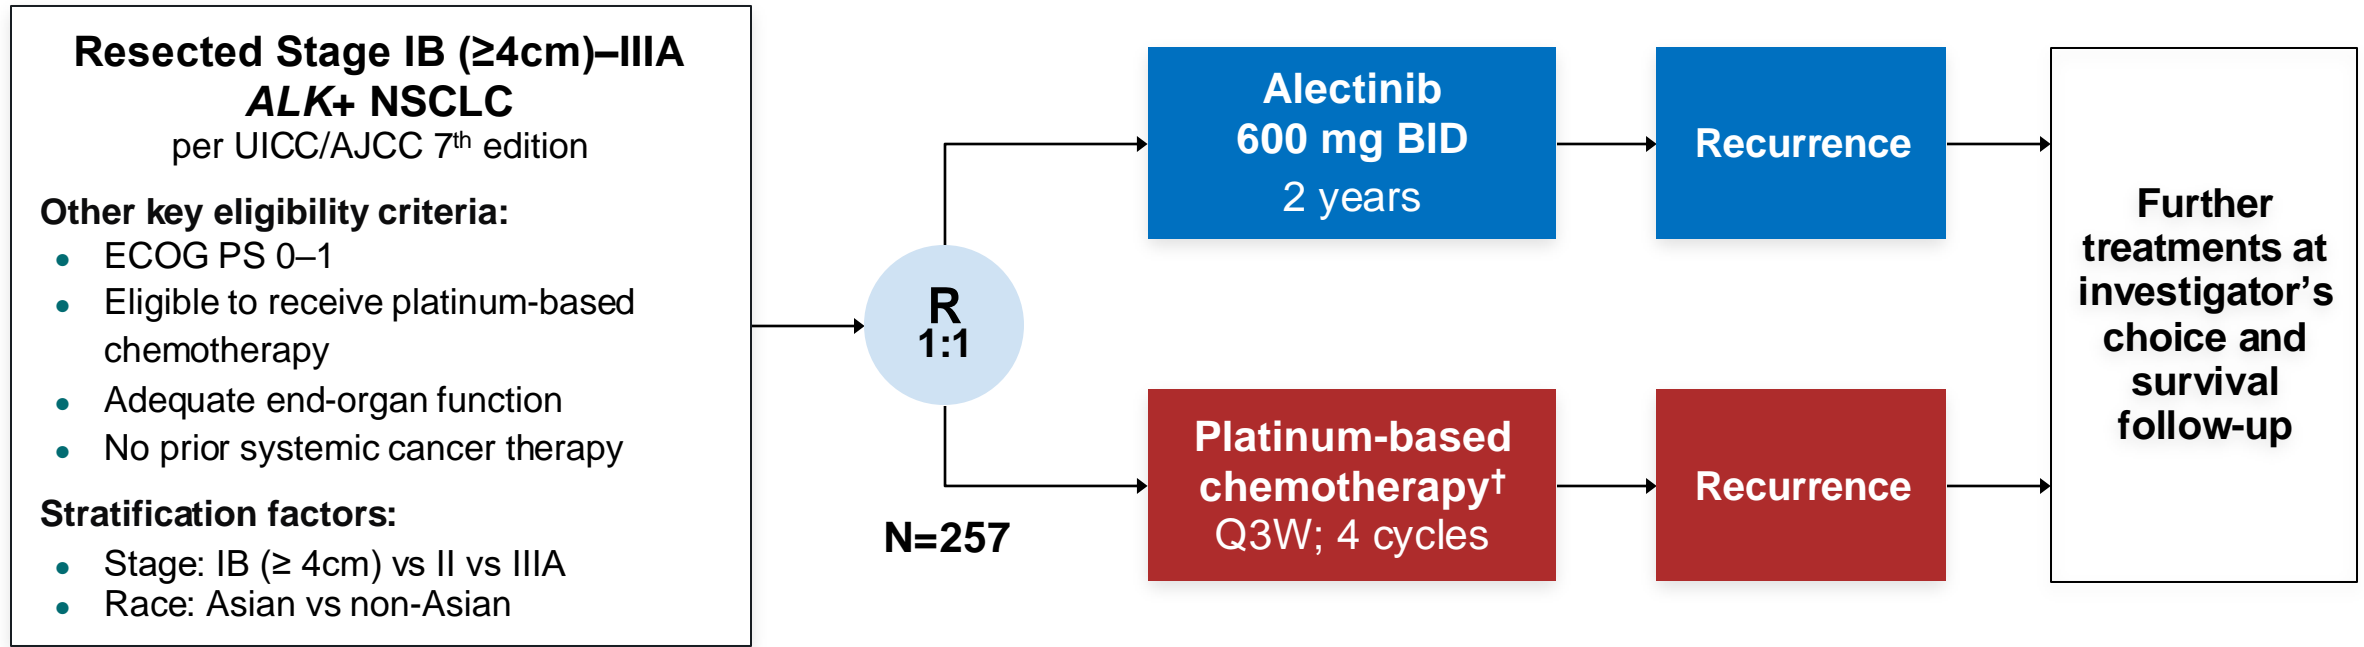 Resected Stage IB (≥4cm)–IIIA
ALK+ NSCLC
per UICC/AJCC 7th edition
Other key eligibility criteria:
• ECOG PS 0–1
• Eligible to receive platinum-based
chemotherapy
• Adequate end-organ function
• No prior systemic cancer therapy
Stratification factors:
• Stage: IB (≥ 4cm) vs II vs IIIA
• Race: Asian vs non-Asian
R
1:1
N=257
Alectinib
600 mg BID
2 years
Recurrence
Platinum-based
chemotherapy†
Q3W; 4 cycles
Recurrence
Further
treatments at
investigator’s
choice and
survival
follow-up